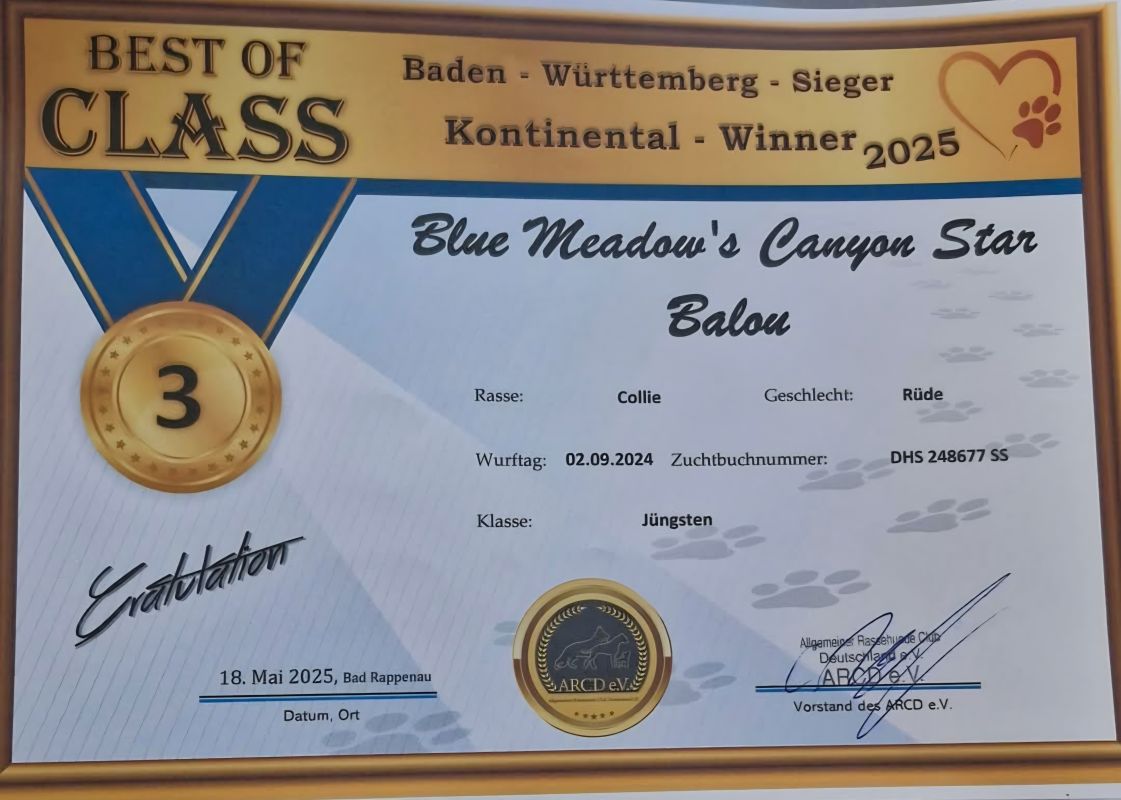 BEST OF
CLASS
Baden - Württemberg - Sieger
Kontinental - Winner 2025
Blue Meadow's Canyon Star
Balou
3
Rasse: Collie Geschlecht: Rüde
Wurftag: 02.09.2024 Zuchtbuchnummer: DHS 248677 SS
Klasse: Jüngsten
Gratulation
18. Mai 2025, Bad Rappenau
Datum, Ort
ARCD e.V.
Allgemeiner Rassehunde Club
Deutschland e.V.
ARCD e.V.
Vorstand des ARCD e.V.